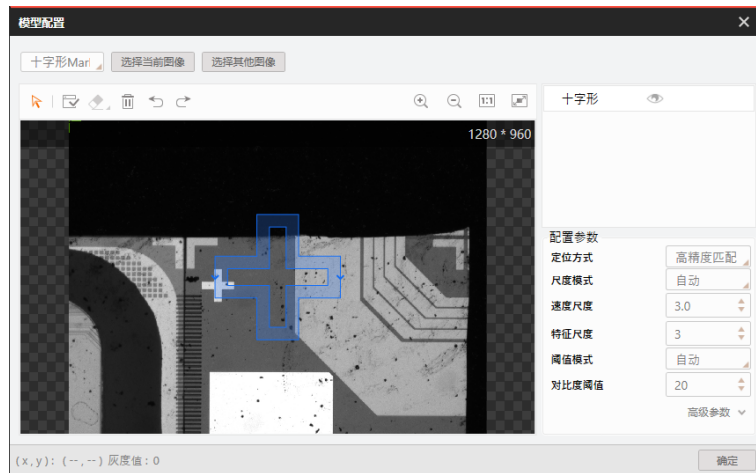 模型配置
十字形Marl
选择当前图像
选择其他图像
1:1
十字形
1280 * 960
配置参数
定位方式 高精度匹配
尺度模式 自动
速度尺度 3.0
特征尺度 3
阈值模式 自动
对比度阈值 20
高级参数
(x,y): (--,--) 灰度值: 0
确定